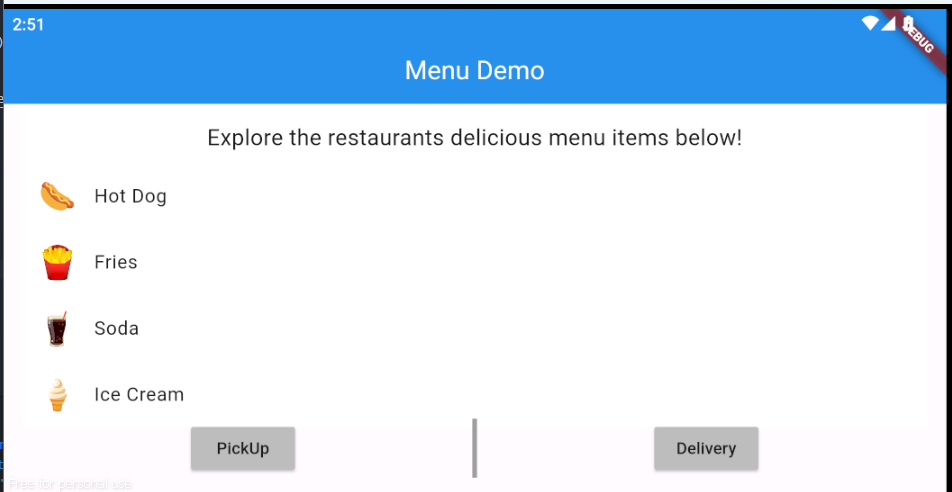 2:51
DEBUG
Menu Demo
Explore the restaurants delicious menu items below!
Hot Dog
Fries
Soda
Ice Cream
PickUp
Delivery
Free for personal use